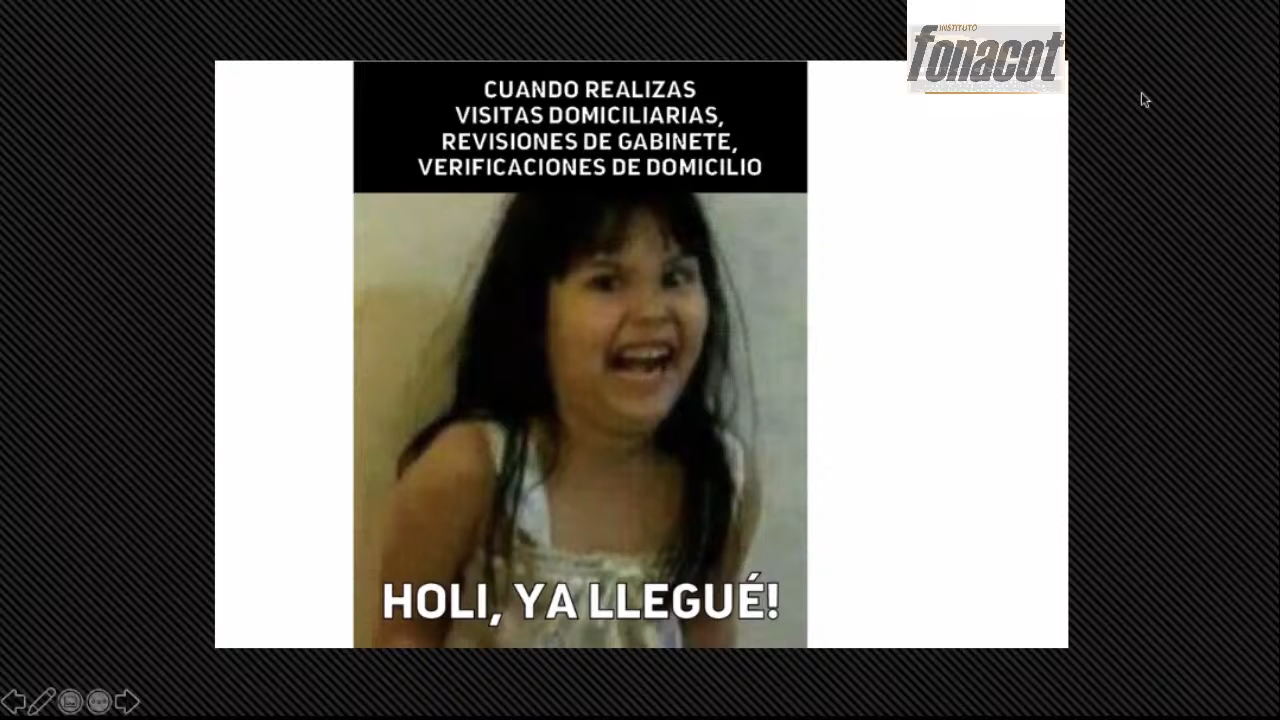 INSTITUTO
fonacot
CUANDO REALIZAS
VISITAS DOMICILIARIAS,
REVISIONES DE GABINETE,
VERIFICACIONES DE DOMICILIO
HOLI, YA LLEGUÉ!